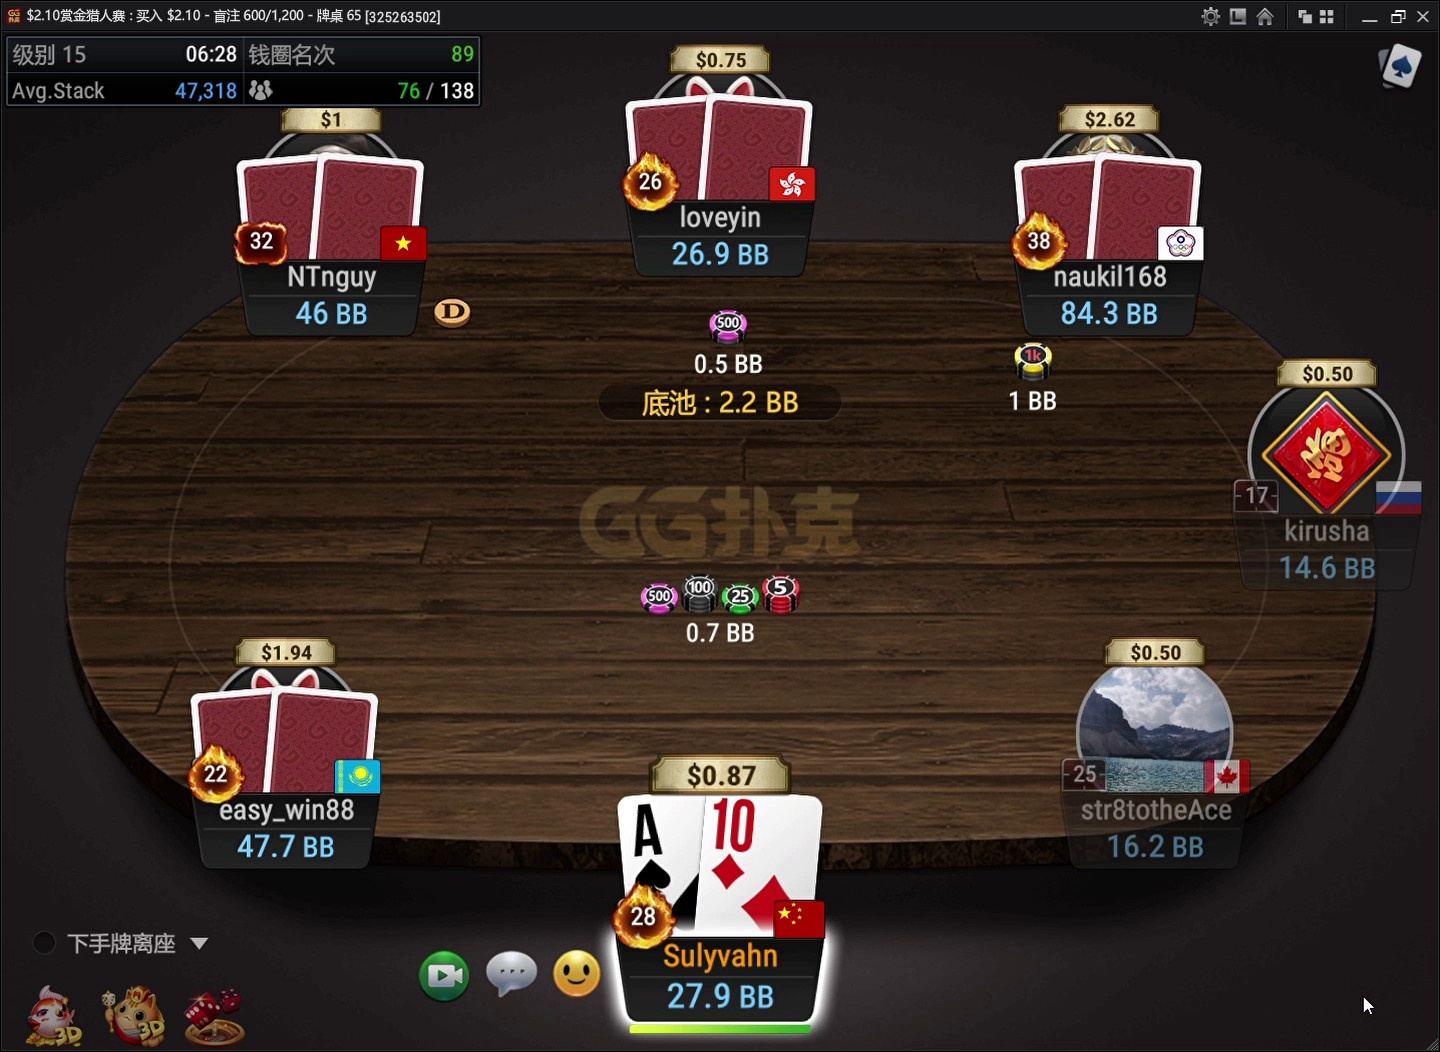 $2.10赏金猎人赛 : 买入 $2.10 - 盲注 600/1,200 - 牌桌 65 [325263502]
级别 15 06:28 钱圈名次 89
Avg.Stack 47,318 76 / 138
$0.75
$1
$2.62
26
loveyin
26.9 BB
32
NTnguy
46 BB
D
38
naukil168
84.3 BB
500
0.5 BB
1k
1 BB
底池 : 2.2 BB
$0.50
17
kirusha
14.6 BB
GG扑克
500 100 25 5
0.7 BB
$1.94
22
easy_win88
47.7 BB
$0.50
25
str8totheAce
16.2 BB
$0.87
A 10
28
Sulyvahn
27.9 BB
下手牌离座
3D 3D